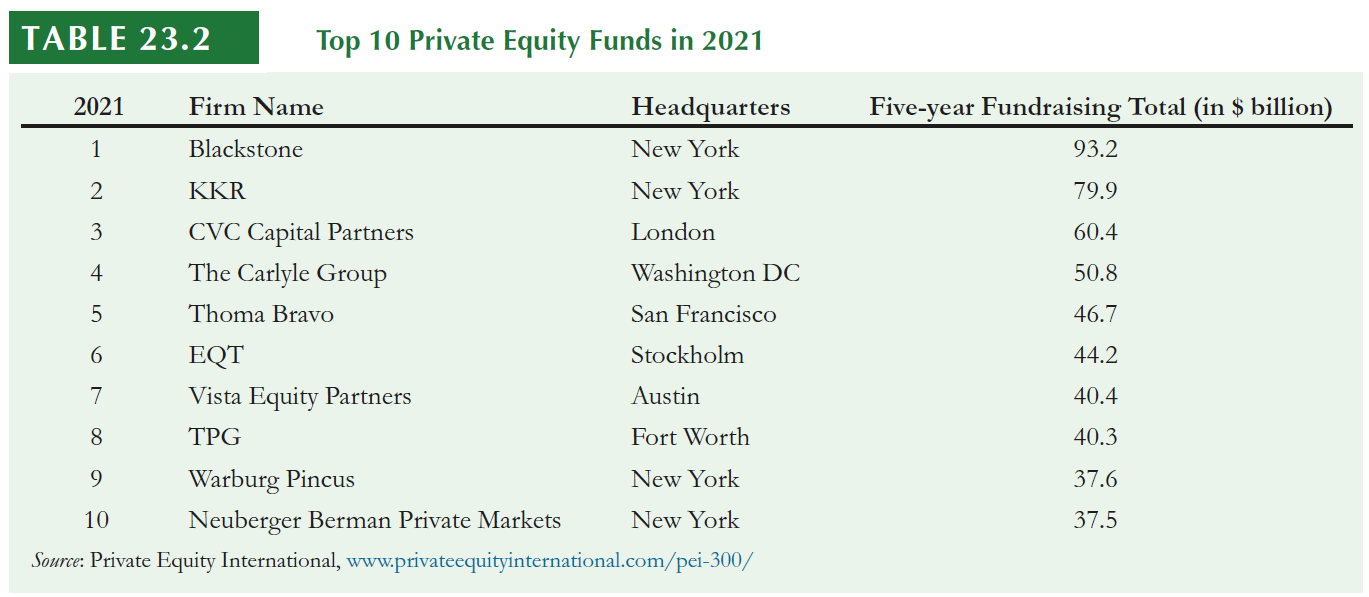 TABLE 23.2 Top 10 Private Equity Funds in 2021
2021 Firm Name Headquarters Five-year Fundraising Total (in $ billion)
1 Blackstone New York 93.2
2 KKR New York 79.9
3 CVC Capital Partners London 60.4
4 The Carlyle Group Washington DC 50.8
5 Thoma Bravo San Francisco 46.7
6 EQT Stockholm 44.2
7 Vista Equity Partners Austin 40.4
8 TPG Fort Worth 40.3
9 Warburg Pincus New York 37.6
10 Neuberger Berman Private Markets New York 37.5
Source: Private Equity International, www.privateequityinternational.com/pei-300/